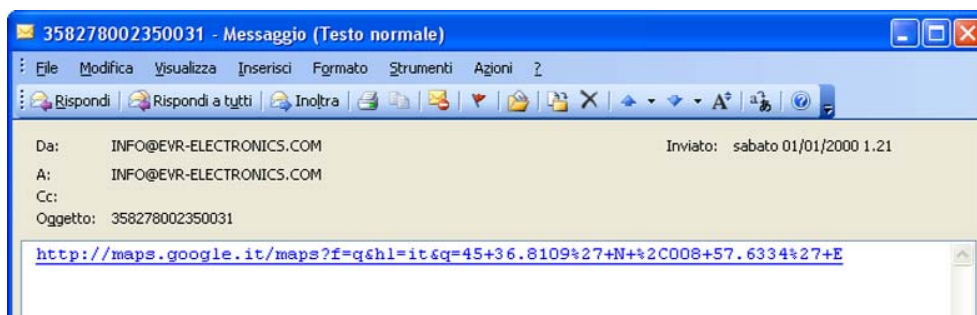 358278002350031 - Messaggio (Testo normale)
File Modifica Visualizza Inserisci Formato Strumenti Azioni ?
Rispondi Rispondi a tutti Inoltra
Da: INFO@EVR-ELECTRONICS.COM Inviato: sabato 01/01/2000 1.21
A: INFO@EVR-ELECTRONICS.COM
Cc:
Oggetto: 358278002350031
http://maps.google.it/maps?f=q&hl=it&q=45+36.8109%27+N+%2C008+57.6334%27+E